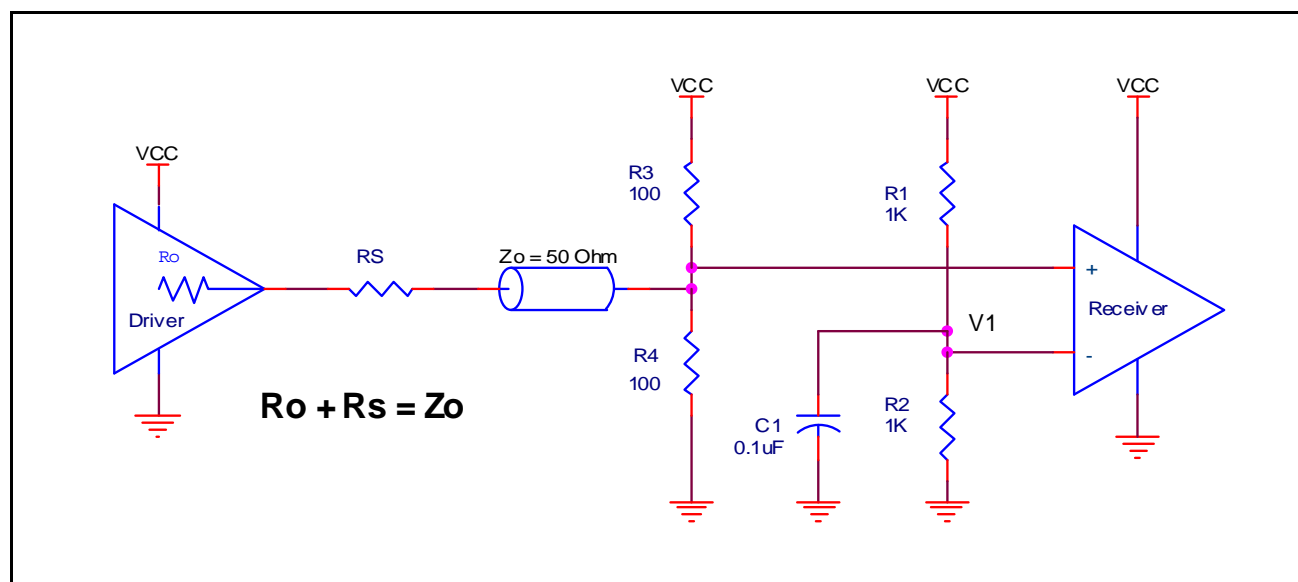 VCC
VCC
VCC
VCC
R3
100
R1
1K
Ro
RS
Zo = 50 Ohm
+
Receiver
Driver
V1
-
R4
100
R2
1K
C1
0.1uF
Ro + Rs = Zo